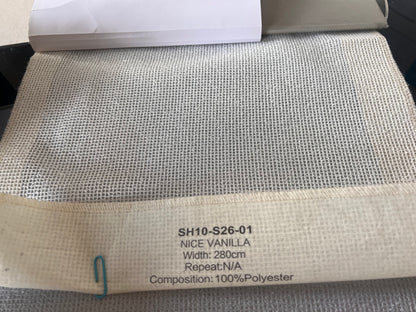 SH10-S26-01
NICE VANILLA
Width: 280cm
Repeat:N/A
Composition: 100%Polyester